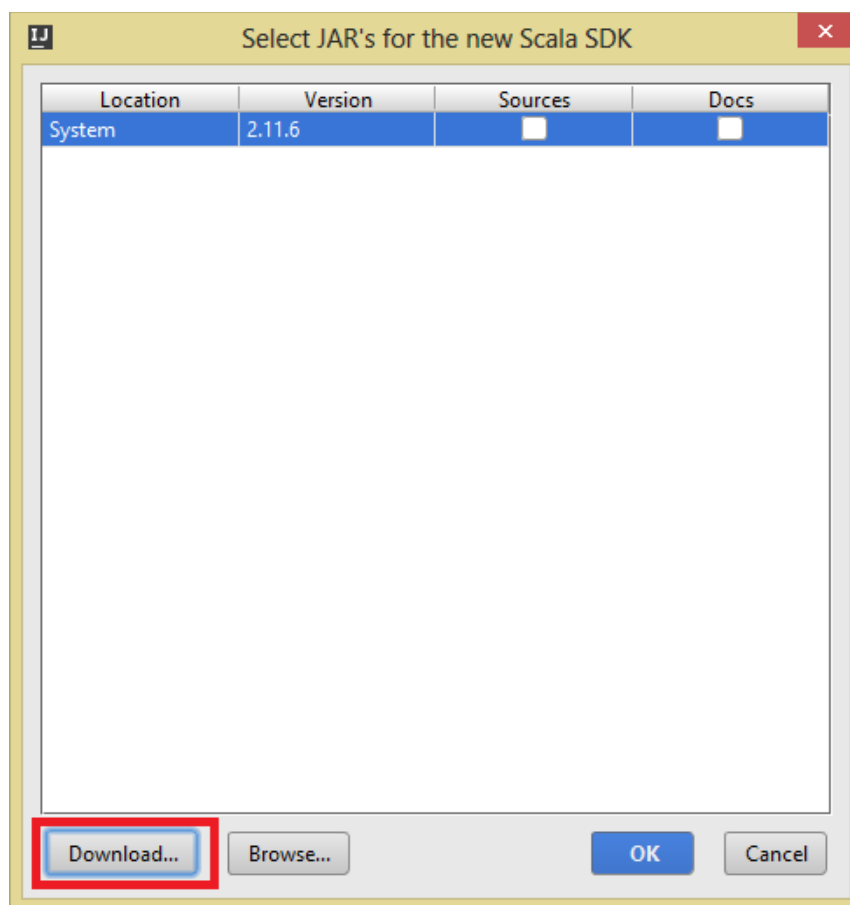 IJ
Select JAR's for the new Scala SDK
×
Location Version Sources Docs
System 2.11.6
Download... Browse... OK Cancel